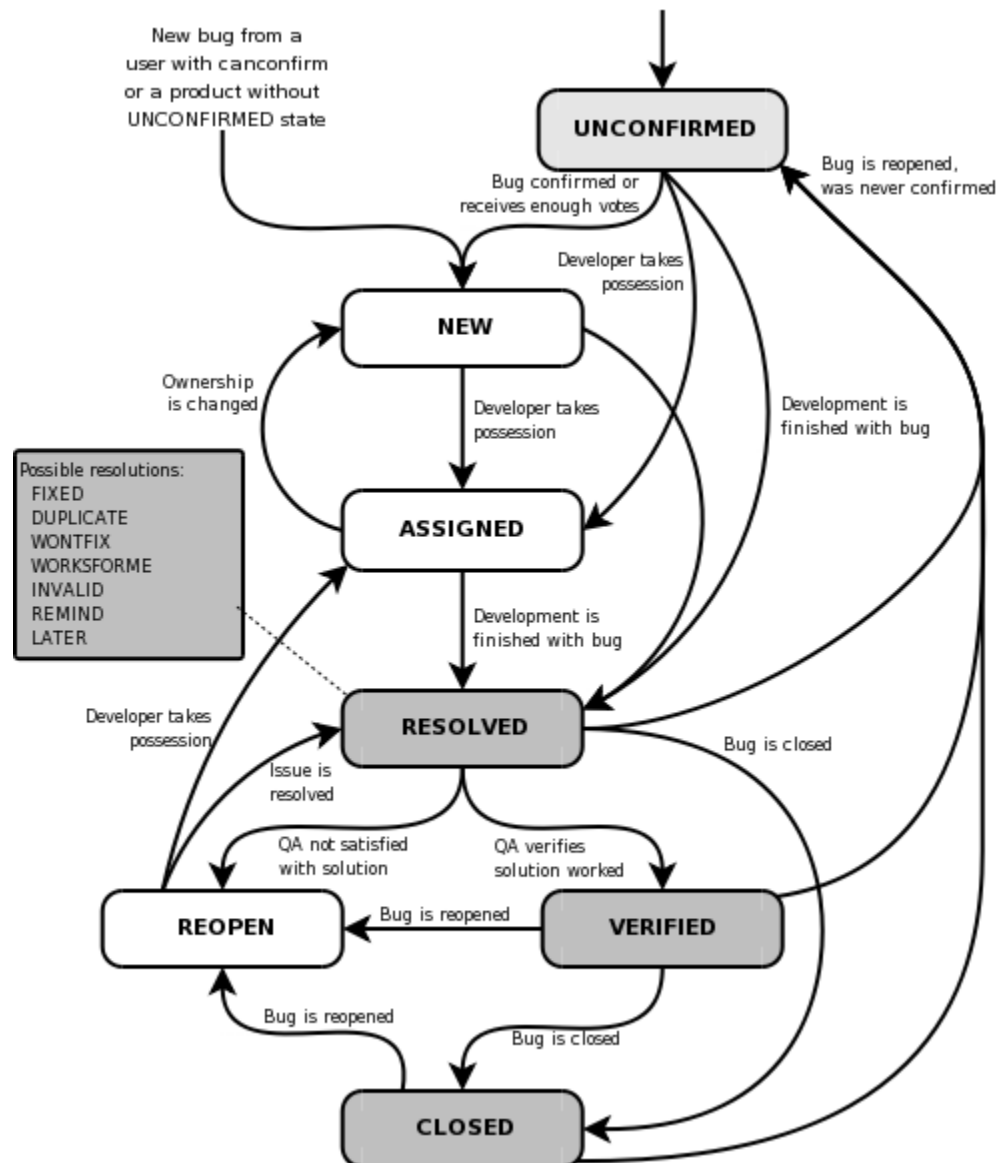 New bug from a
user with canconfirm
or a product without
UNCONFIRMED state
UNCONFIRMED
Bug is reopened,
was never confirmed
Bug confirmed or
receives enough votes
Developer takes
possession
NEW
Ownership
is changed
Developer takes
possession
Development is
finished with bug
Possible resolutions:
FIXED
DUPLICATE
WONTFIX
WORKSFORME
INVALID
REMIND
LATER
ASSIGNED
Development is
finished with bug
Developer takes
possession
RESOLVED
Bug is closed
Issue is
resolved
QA not satisfied
with solution
QA verifies
solution worked
REOPEN
Bug is reopened
VERIFIED
Bug is reopened
Bug is closed
CLOSED